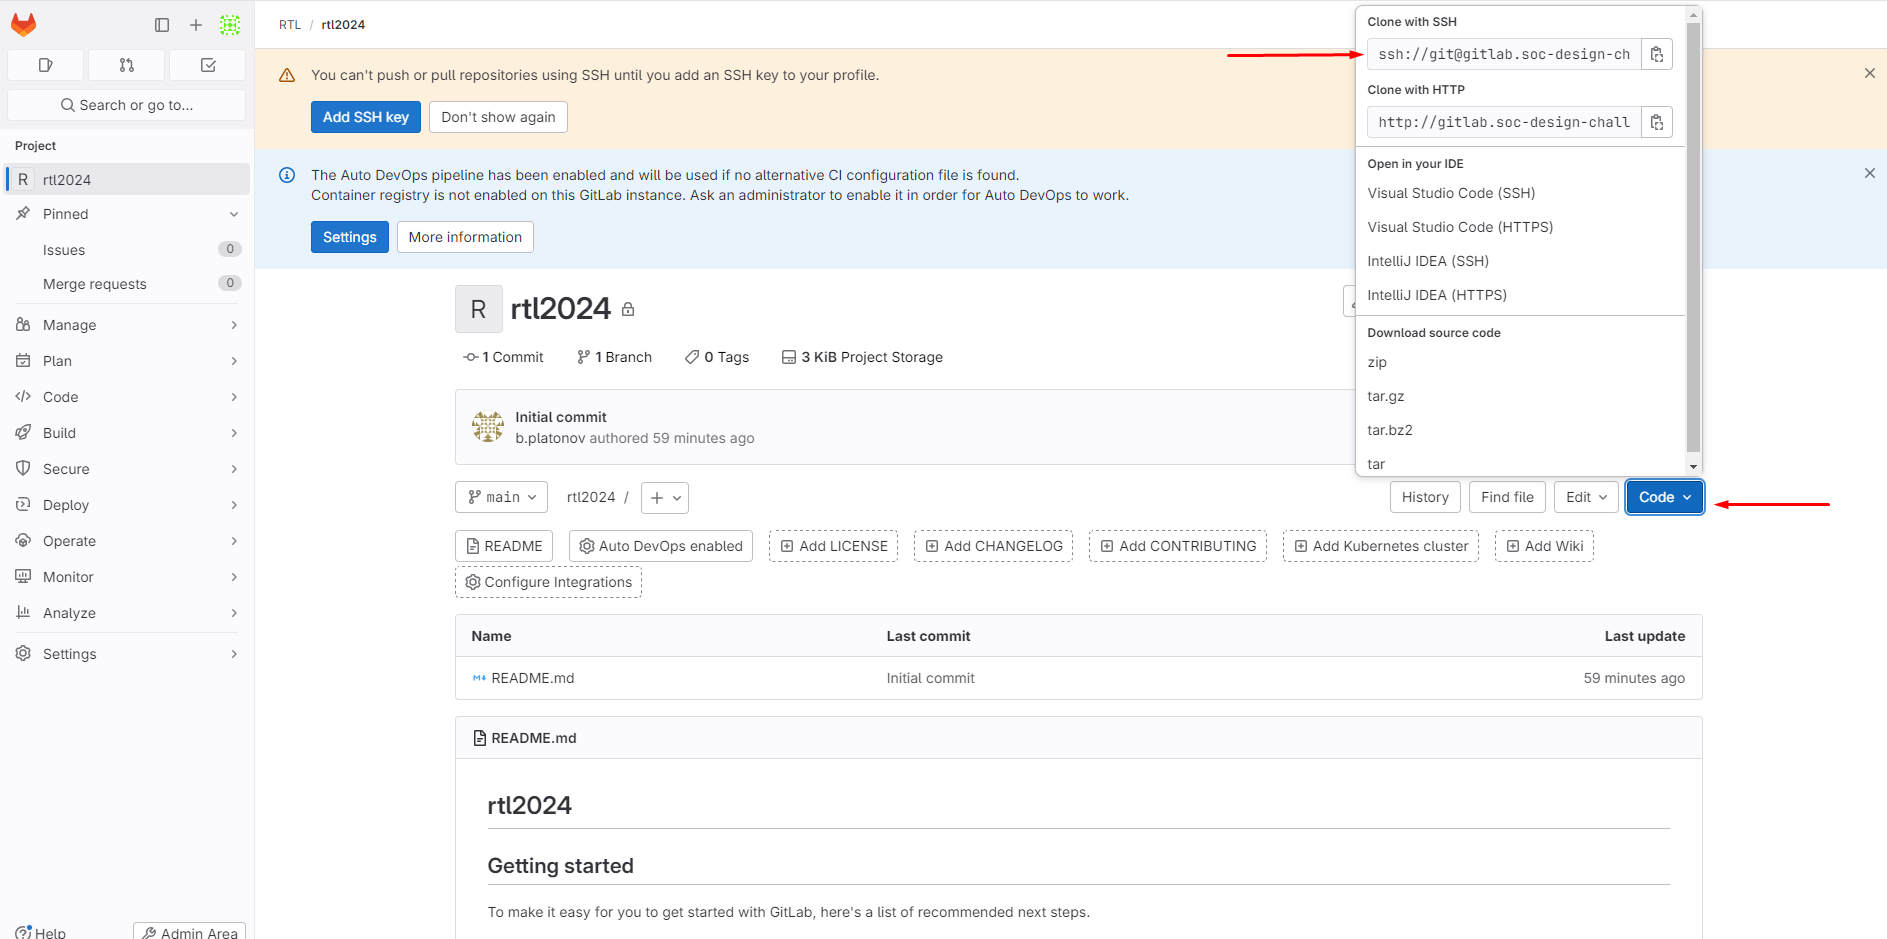 RTL / rtl2024
Search or go to...
Project
R rtl2024
Pinned
Issues 0
Merge requests 0
Manage
Plan
Code
Build
Secure
Deploy
Operate
Monitor
Analyze
Settings
Help
Admin Area
You can't push or pull repositories using SSH until you add an SSH key to your profile.
Add SSH key Don't show again
The Auto DevOps pipeline has been enabled and will be used if no alternative CI configuration file is found.
Container registry is not enabled on this GitLab instance. Ask an administrator to enable it in order for Auto DevOps to work.
Settings More information
Clone with SSH
ssh://git@gitlab.soc-design-ch
Clone with HTTP
http://gitlab.soc-design-chall
Open in your IDE
Visual Studio Code (SSH)
Visual Studio Code (HTTPS)
IntelliJ IDEA (SSH)
IntelliJ IDEA (HTTPS)
Download source code
zip
tar.gz
tar.bz2
tar
R rtl2024
1 Commit 1 Branch 0 Tags 3 KiB Project Storage
Initial commit
b.platonov authored 59 minutes ago
main rtl2024 / History Find file Edit Code
README Auto DevOps enabled Add LICENSE Add CHANGELOG Add CONTRIBUTING Add Kubernetes cluster Add Wiki
Configure Integrations
Name Last commit Last update
README.md Initial commit 59 minutes ago
README.md
rtl2024
Getting started
To make it easy for you to get started with GitLab, here's a list of recommended next steps.